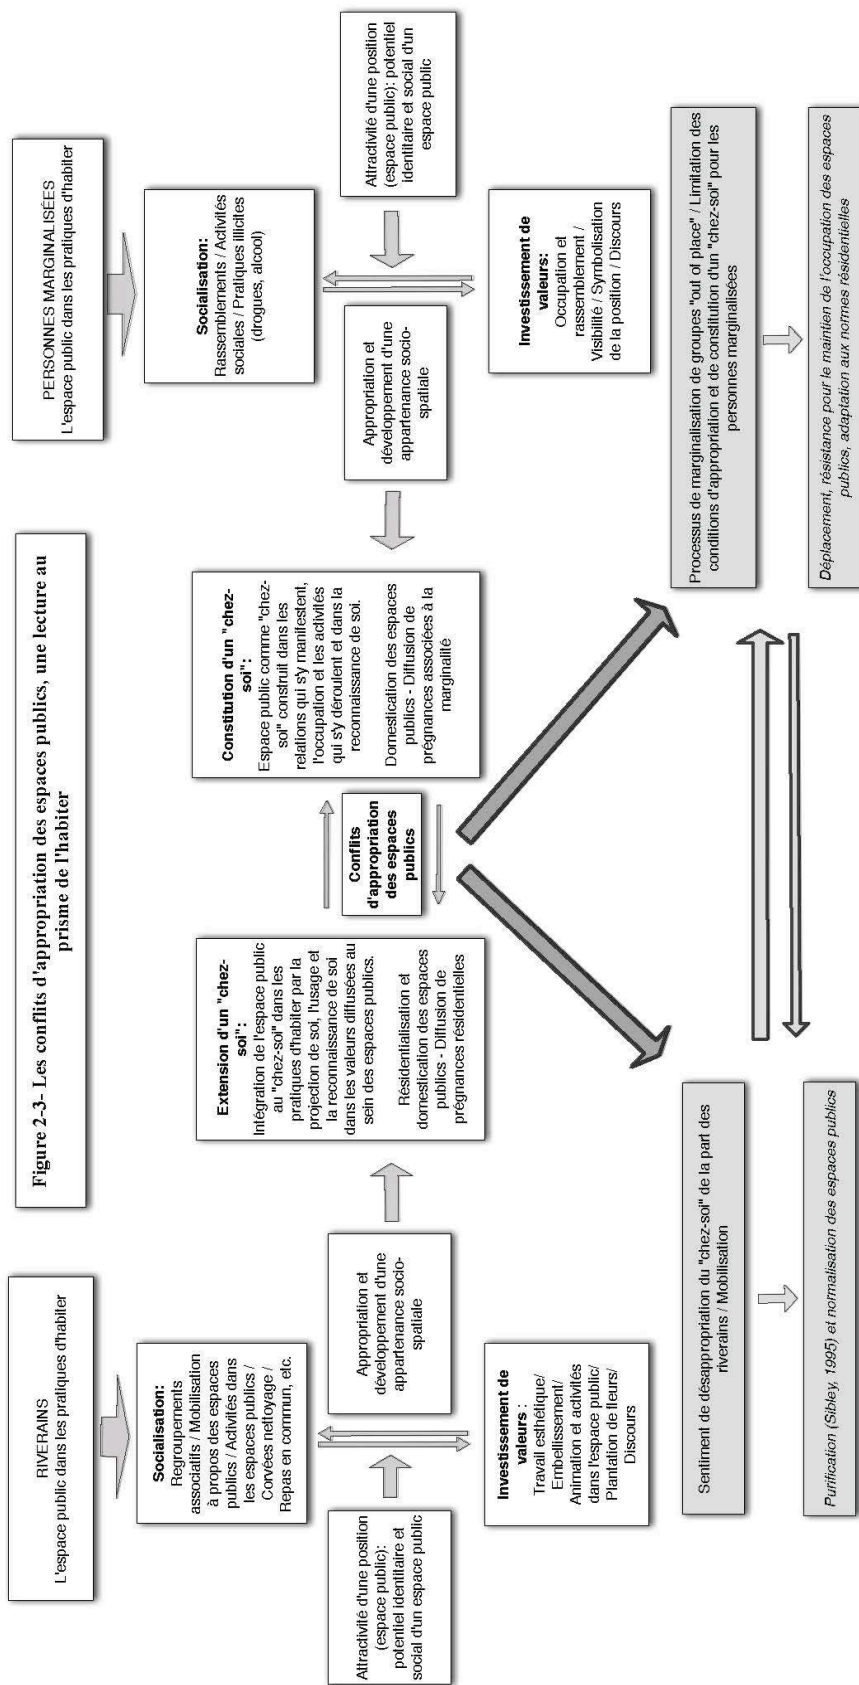 Figure 2-3- Les conflits d'appropriation des espaces publics, une lecture au
prisme de l'habiter
RIVERAINS
L'espace public dans les pratiques d'habiter
Socialisation:
Regroupements
associatifs / Mobilisation
à propos des espaces
publics / Activités dans
les espaces publics /
Corvées nettoyage /
Repas en commun, etc.
Attractivité d'une position
(espace public):
potentiel identitaire et
social d'un espace public
Appropriation et
développement d'une
appartenance socio-
spatiale
Investissement de
valeurs :
Travail esthétique/
Embellissement/
Animation et activités
dans l'espace public/
Plantation de fleurs/
Discours
Extension d'un "chez-
soi":
Intégration de l'espace public
au "chez-soi" dans les
pratiques d'habiter par la
projection de soi, l'usage et
la reconnaissance de soi
dans les valeurs diffusées au
sein des espaces publics.
Résidentialisation et
domestication des espaces
publics - Diffusion de
prégnances résidentielles
Conflits
d'appropriation
des espaces
publics
Constitution d'un "chez-
soi":
Espace public comme "chez-
soi" construit dans les
relations qui s'y manifestent,
l'occupation et les activités
qui s'y déroulent et dans la
reconnaissance de soi.
Domestication des espaces
publics - Diffusion de
prégnances associées à la
marginalité
PERSONNES MARGINALISÉES
L'espace public dans les pratiques d'habiter
Socialisation:
Rassemblements / Activités
sociales / Pratiques illicites
(drogues, alcool)
Appropriation et
développement d'une
appartenance socio-
spatiale
Attractivité d'une position
(espace public): potentiel
identitaire et social d'un
espace public
Investissement de
valeurs:
Occupation et
rassemblement /
Visibilité / Symbolisation
de la position / Discours
Sentiment de désappropriation du "chez-soi" de la part des
riverains / Mobilisation
Purification (Sibley, 1995) et normalisation des espaces publics
Processus de marginalisation de groupes "out of place" / Limitation des
conditions d'appropriation et de constitution d'un "chez-soi" pour les
personnes marginalisées
Déplacement, résistance pour le maintien de l'occupation des espaces
publics, adaptation aux normes résidentielles